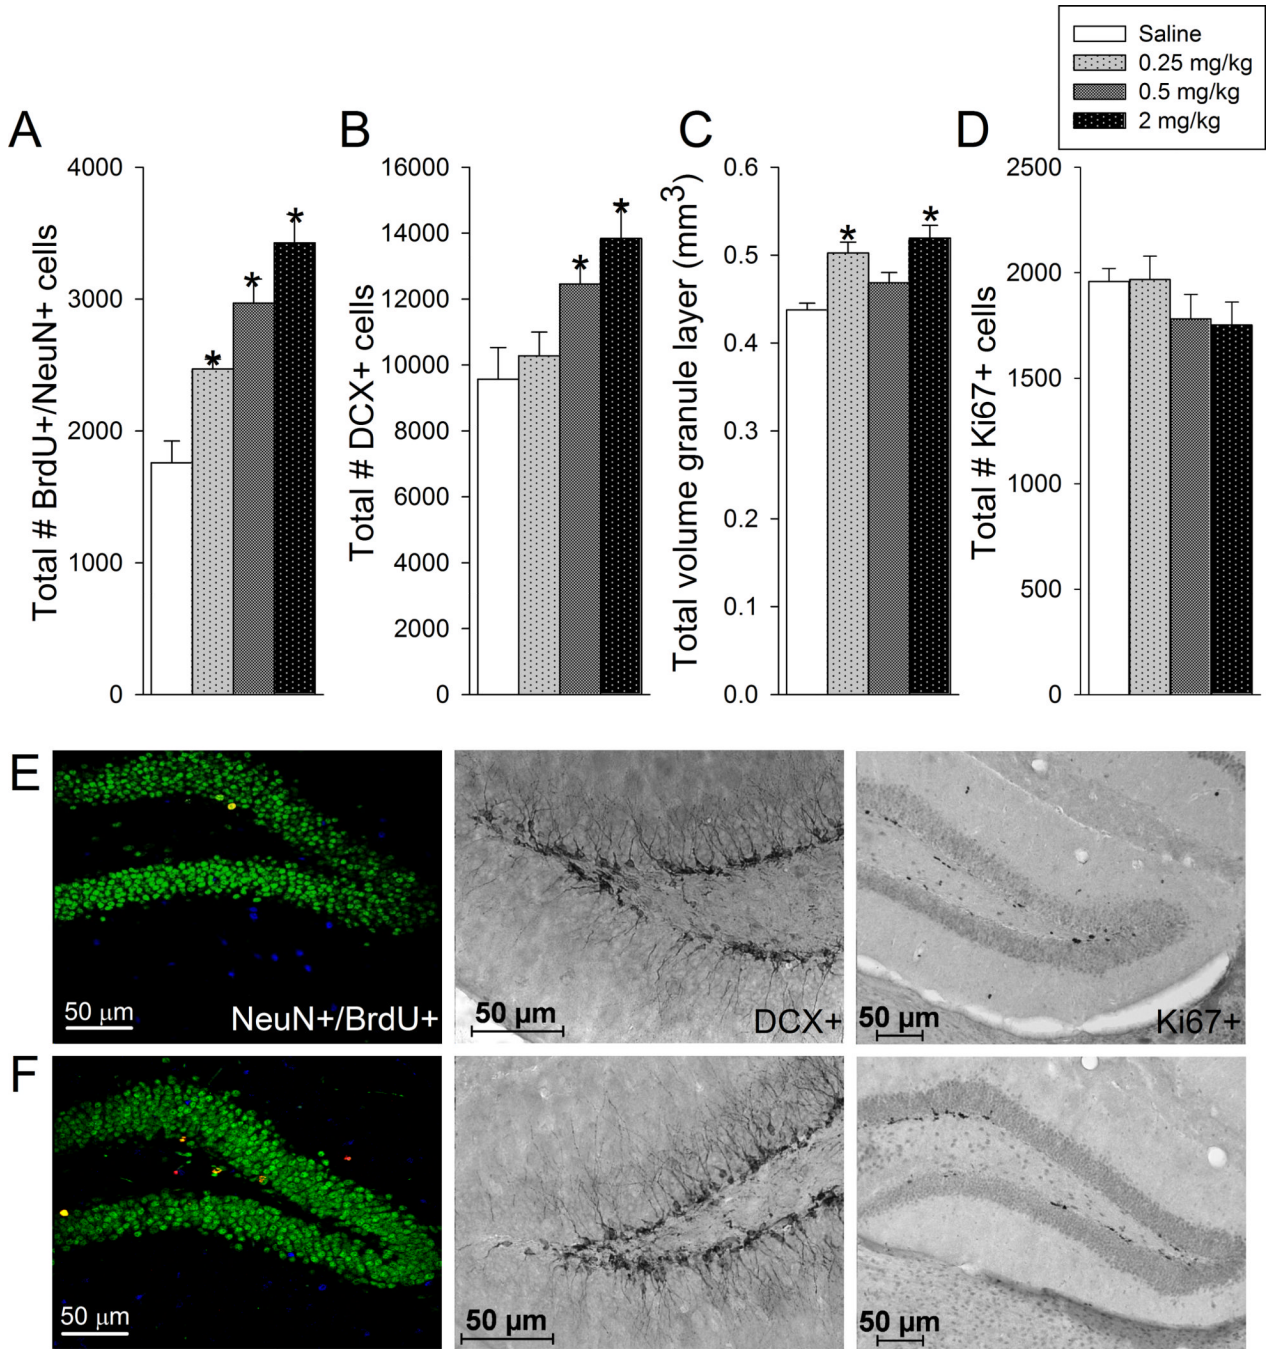 Saline
0.25 mg/kg
0.5 mg/kg
2 mg/kg
A
Total # BrdU+/NeuN+ cells
4000
3000
2000
1000
0
*
*
*
B
Total # DCX+ cells
16000
14000
12000
10000
8000
6000
4000
2000
0
*
*
C
Total volume granule layer (mm3)
0.6
0.5
0.4
0.3
0.2
0.1
0.0
*
*
D
Total # Ki67+ cells
2500
2000
1500
1000
500
0
E
50 µm
NeuN+/BrdU+
50 µm
DCX+
50 µm
Ki67+
F
50 µm
50 µm
50 µm